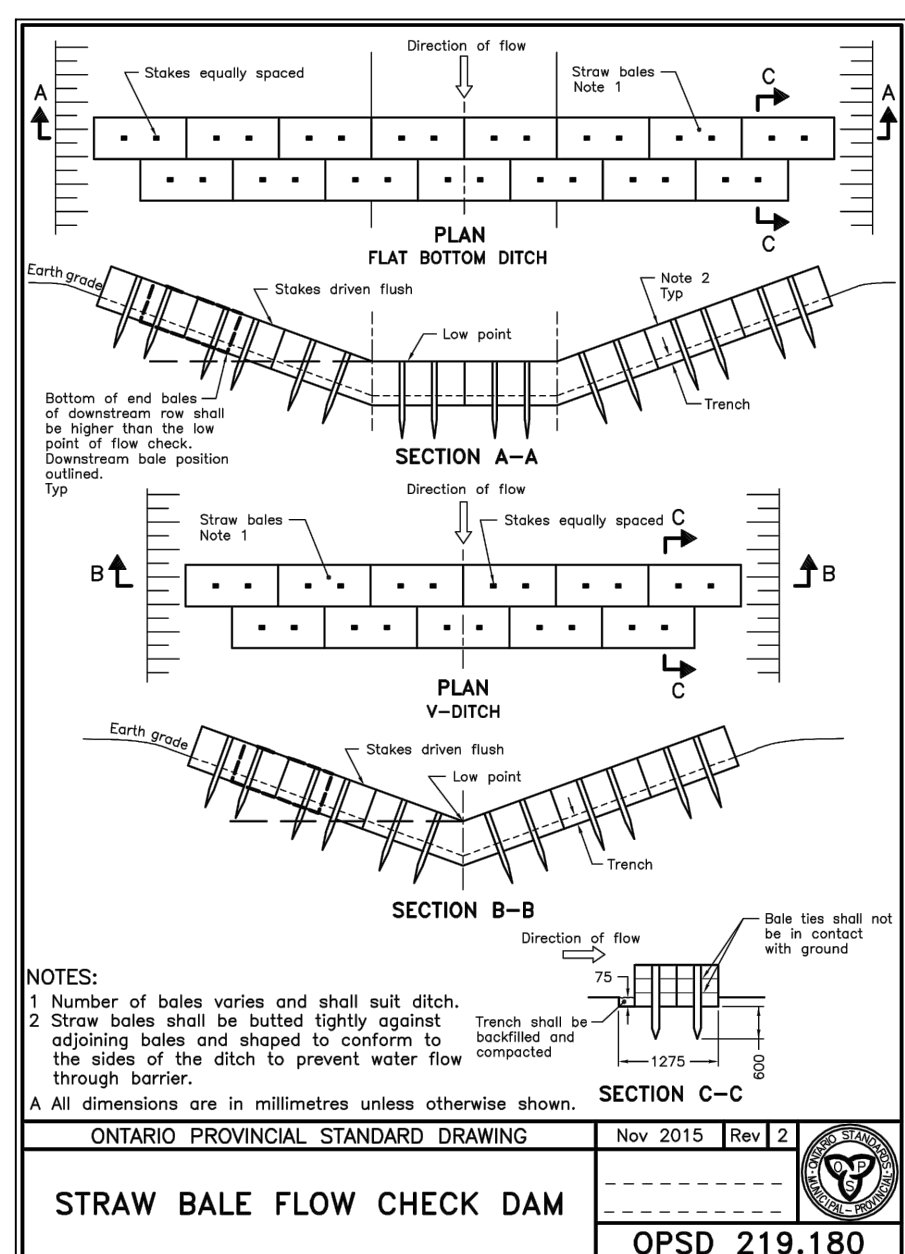 Direction of flow
Stakes equally spaced
Straw bales
Note 1
C
A
A
C
PLAN
FLAT BOTTOM DITCH
Earth grade
Stakes driven flush
Note 2
Typ
Low point
Trench
Bottom of end bales
of downstream row shall
be higher than the low
point of flow check.
Downstream bale position
outlined.
Typ
SECTION A-A
Direction of flow
Straw bales
Note 1
Stakes equally spaced
C
B
B
C
PLAN
V-DITCH
Earth grade
Stakes driven flush
Low point
Trench
SECTION B-B
Direction of flow
Bale ties shall not
be in contact
with ground
75
Trench shall be
backfilled and
compacted
1275
600
SECTION C-C
NOTES:
1 Number of bales varies and shall suit ditch.
2 Straw bales shall be butted tightly against
adjoining bales and shaped to conform to
the sides of the ditch to prevent water flow
through barrier.
A All dimensions are in millimetres unless otherwise shown.
ONTARIO PROVINCIAL STANDARD DRAWING
Nov 2015
Rev
2
STRAW BALE FLOW CHECK DAM
ONTARIO STANDARDS
MUNICIPAL-PROVINCIAL
OPS
OPSD 219.180